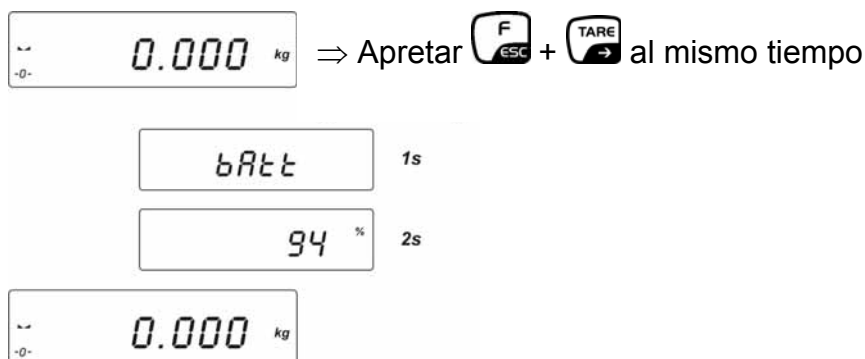 0.000 kg ⇒ Apretar F ESC + TARE → al mismo tiempo
-0-
bAtt 1s
94 % 2s
0.000 kg
-0-